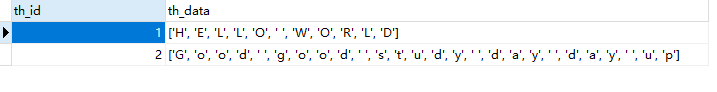 th_id th_data
1 ['H', 'E', 'L', 'L', 'O', ' ', 'W', 'O', 'R', 'L', 'D']
2 ['G', 'o', 'o', 'd', ' ', 'g', 'o', 'o', 'd', ' ', 's', 't', 'u', 'd', 'y', ' ', 'd', 'a', 'y', ' ', 'd', 'a', 'y', ' ', 'u', 'p']